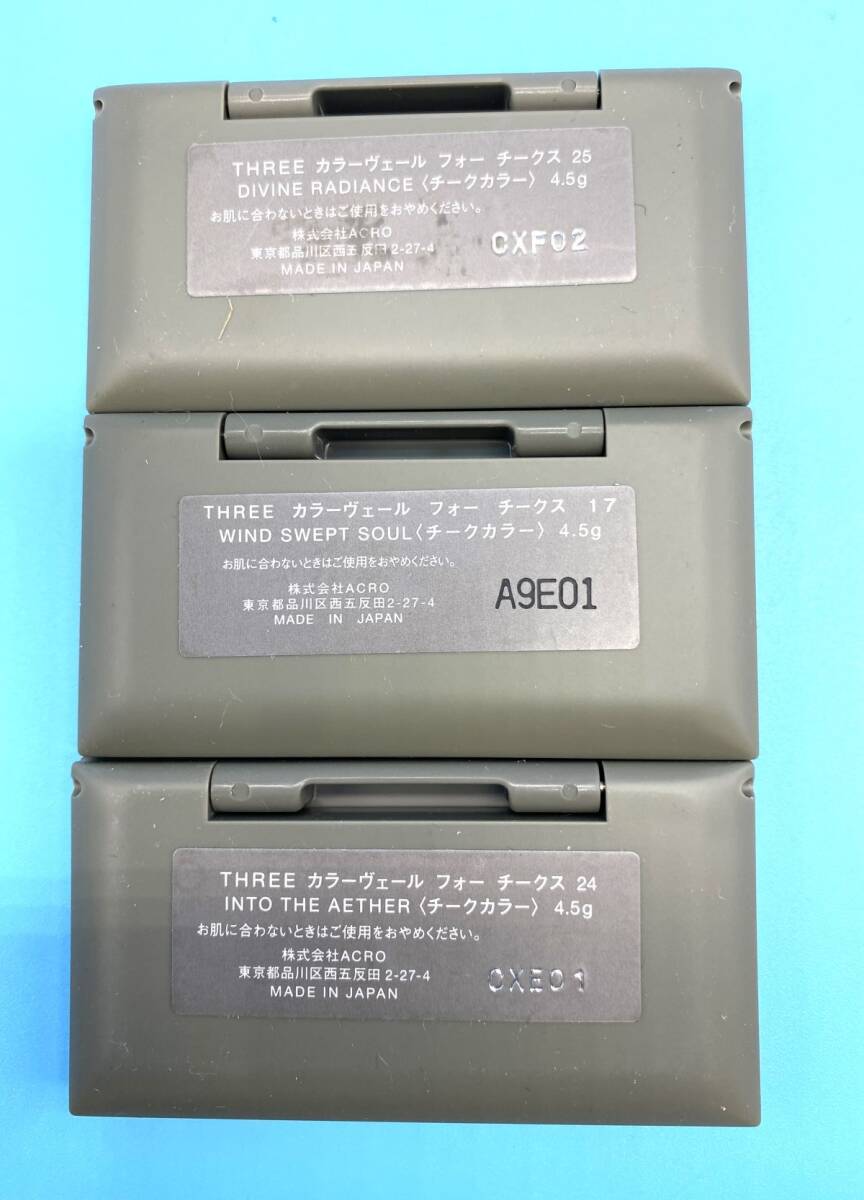 THREE カラーヴェール フォー チークス 25
DIVINE RADIANCE〈チークカラー〉 4.5g
お肌に合わないときはご使用をおやめください。
株式会社ACRO
東京都品川区西五反田2-27-4
MADE IN JAPAN
CXF02
THREE カラーヴェール フォー チークス 17
WIND SWEPT SOUL〈チークカラー〉 4.5g
お肌に合わないときはご使用をおやめください。
株式会社ACRO
東京都品川区西五反田2-27-4
MADE IN JAPAN
A9E01
THREE カラーヴェール フォー チークス 24
INTO THE AETHER〈チークカラー〉 4.5g
お肌に合わないときはご使用をおやめください。
株式会社ACRO
東京都品川区西五反田2-27-4
MADE IN JAPAN
CXE01